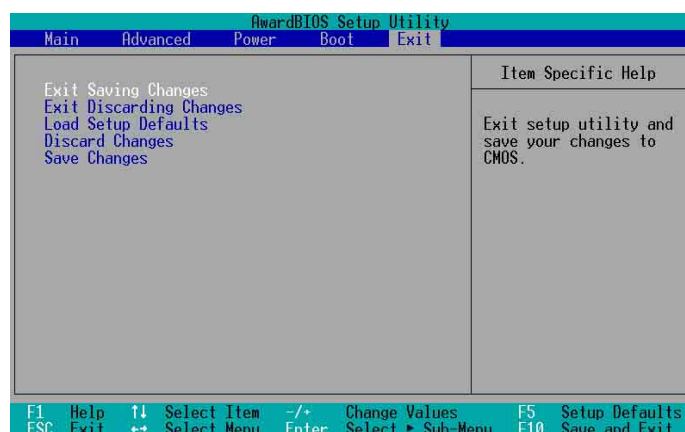 AwardBIOS Setup Utility
Main Advanced Power Boot Exit
Exit Saving Changes
Exit Discarding Changes
Load Setup Defaults
Discard Changes
Save Changes
Item Specific Help
Exit setup utility and
save your changes to
CMOS.
F1 Help ↑↓ Select Item -/+ Change Values F5 Setup Defaults
ESC Exit ←→ Select Menu Enter Select ► Sub-Menu F10 Save and Exit